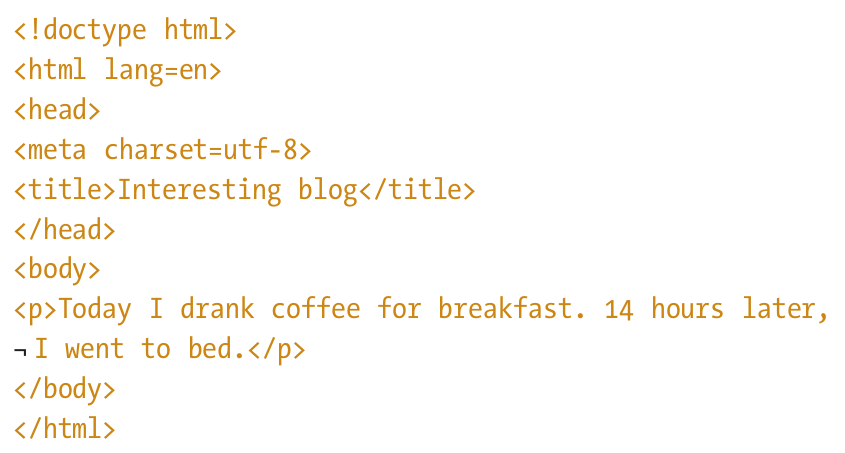 <!doctype html>
<html lang=en>
<head>
<meta charset=utf-8>
<title>Interesting blog</title>
</head>
<body>
<p>Today I drank coffee for breakfast. 14 hours later,
¬ I went to bed.</p>
</body>
</html>